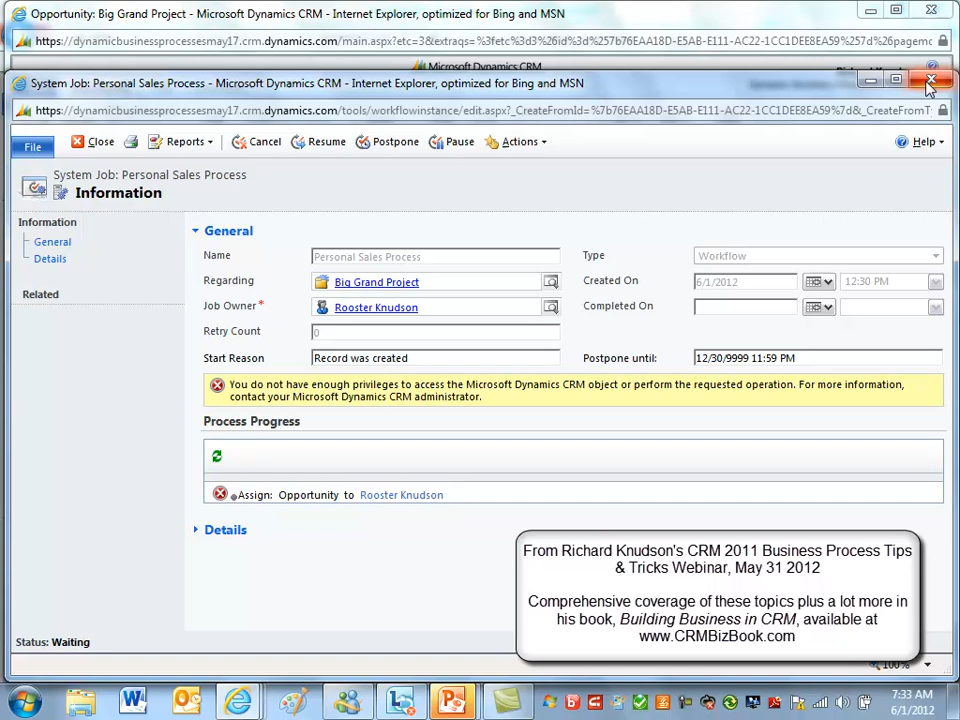 Opportunity: Big Grand Project - Microsoft Dynamics CRM - Internet Explorer, optimized for Bing and MSN
https://dynamicbusinessprocessesmay17.crm.dynamics.com/main.aspx?etc=3&extraqs=%3fetc%3d3%26id%3d%257b76EAA18D-E5AB-E111-AC22-1CC1DEE8EA59%257d%26pagemo
Microsoft Dynamics CRM
System Job: Personal Sales Process - Microsoft Dynamics CRM - Internet Explorer, optimized for Bing and MSN
https://dynamicbusinessprocessesmay17.crm.dynamics.com/tools/workflowinstance/edit.aspx?_CreateFromId=%7b76EAA18D-E5AB-E111-AC22-1CC1DEE8EA59%7d&_CreateFromTy
File
Close Reports Cancel Resume Postpone Pause Actions Help
System Job: Personal Sales Process
Information
Information
General
Details
Related
General
Name Personal Sales Process Type Workflow
Regarding Big Grand Project Created On 6/1/2012 12:30 PM
Job Owner * Rooster Knudson Completed On
Retry Count 0
Start Reason Record was created Postpone until: 12/30/9999 11:59 PM
You do not have enough privileges to access the Microsoft Dynamics CRM object or perform the requested operation. For more information,
contact your Microsoft Dynamics CRM administrator.
Process Progress
Assign: Opportunity to Rooster Knudson
Details
From Richard Knudson's CRM 2011 Business Process Tips
& Tricks Webinar, May 31 2012
Comprehensive coverage of these topics plus a lot more in
his book, Building Business in CRM, available at
www.CRMBizBook.com
Status: Waiting
100%
7:33 AM
6/1/2012